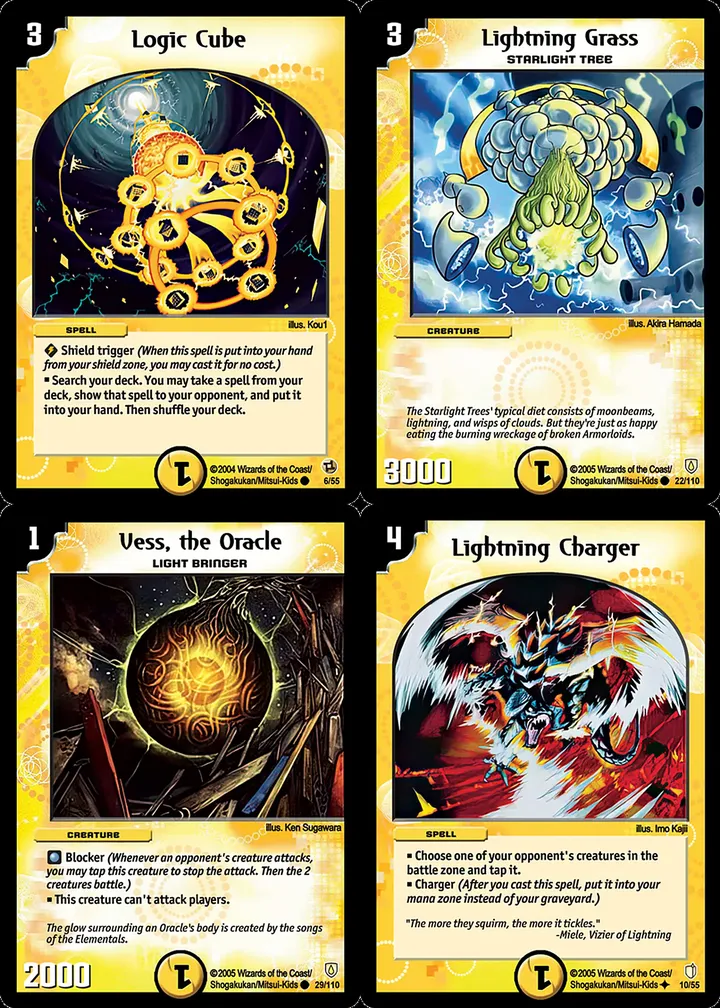 3
Logic Cube
illus. Kou1
SPELL
Shield trigger (When this spell is put into your hand
from your shield zone, you may cast it for no cost.)
▪ Search your deck. You may take a spell from your
deck, show that spell to your opponent, and put it
into your hand. Then shuffle your deck.
©2004 Wizards of the Coast/
Shogakukan/Mitsui-Kids ● 6/55
3
Lightning Grass
STARLIGHT TREE
illus. Akira Hamada
CREATURE
The Starlight Trees' typical diet consists of moonbeams,
lightning, and wisps of clouds. But they're just as happy
eating the burning wreckage of broken Armorloids.
3000
©2005 Wizards of the Coast/
Shogakukan/Mitsui-Kids ● 22/110
1
Vess, the Oracle
LIGHT BRINGER
illus. Ken Sugawara
CREATURE
Blocker (Whenever an opponent's creature attacks,
you may tap this creature to stop the attack. Then the 2
creatures battle.)
▪ This creature can't attack players.
The glow surrounding an Oracle's body is created by the songs
of the Elementals.
2000
©2005 Wizards of the Coast/
Shogakukan/Mitsui-Kids ● 29/110
4
Lightning Charger
illus. Imo Kajii
SPELL
▪ Choose one of your opponent's creatures in the
battle zone and tap it.
▪ Charger (After you cast this spell, put it into your
mana zone instead of your graveyard.)
"The more they squirm, the more it tickles."
-Miele, Vizier of Lightning
©2005 Wizards of the Coast/
Shogakukan/Mitsui-Kids ✦ 10/55